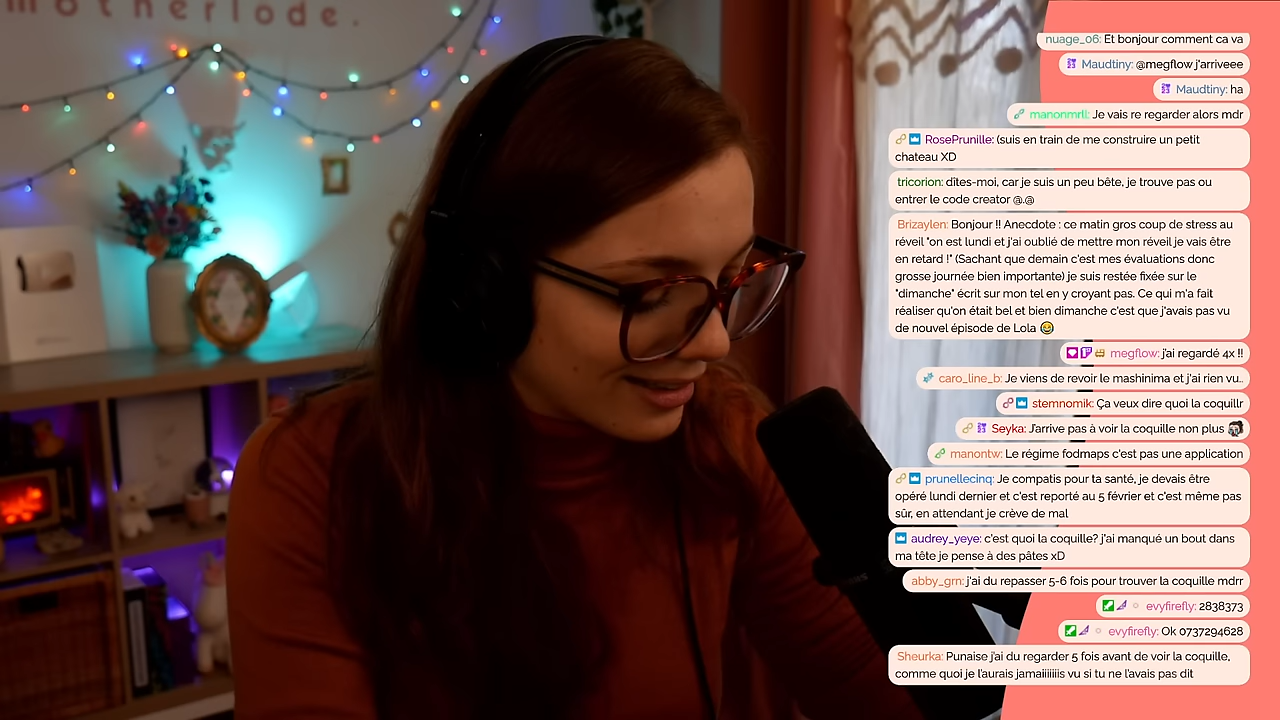 motherlode.
nuage_06: Et bonjour comment ca va
Maudtiny: @megflow j'arriveee
Maudtiny: ha
manonmrll: Je vais re regarder alors mdr
RosePrunille: (suis en train de me construire un petit
chateau XD
tricorion: dîtes-moi, car je suis un peu bête, je trouve pas ou
entrer le code creator @.@
Brizaylen: Bonjour !! Anecdote : ce matin gros coup de stress au
réveil "on est lundi et j'ai oublié de mettre mon réveil je vais être
en retard !" (Sachant que demain c'est mes évaluations donc
grosse journée bien importante) je suis restée fixée sur le
"dimanche" écrit sur mon tel en y croyant pas. Ce qui m'a fait
réaliser qu'on était bel et bien dimanche c'est que j'avais pas vu
de nouvel épisode de Lola 😂
megflow: j'ai regardé 4x !!
caro_line_b: Je viens de revoir le mashinima et j'ai rien vu..
stemnomik: Ça veux dire quoi la coquillr
Seyka: J'arrive pas à voir la coquille non plus
manontw: Le régime fodmaps c'est pas une application
prunellecinq: Je compatis pour ta santé, je devais être
opéré lundi dernier et c'est reporté au 5 février et c'est même pas
sûr, en attendant je crève de mal
audrey_yeye: c'est quoi la coquille? j'ai manqué un bout dans
ma tête je pense à des pâtes xD
abby_grn: j'ai du repasser 5-6 fois pour trouver la coquille mdrr
evyfirefly: 2838373
evyfirefly: Ok 0737294628
Sheurka: Punaise j'ai du regarder 5 fois avant de voir la coquille,
comme quoi je l'aurais jamaiiiiiis vu si tu ne l'avais pas dit